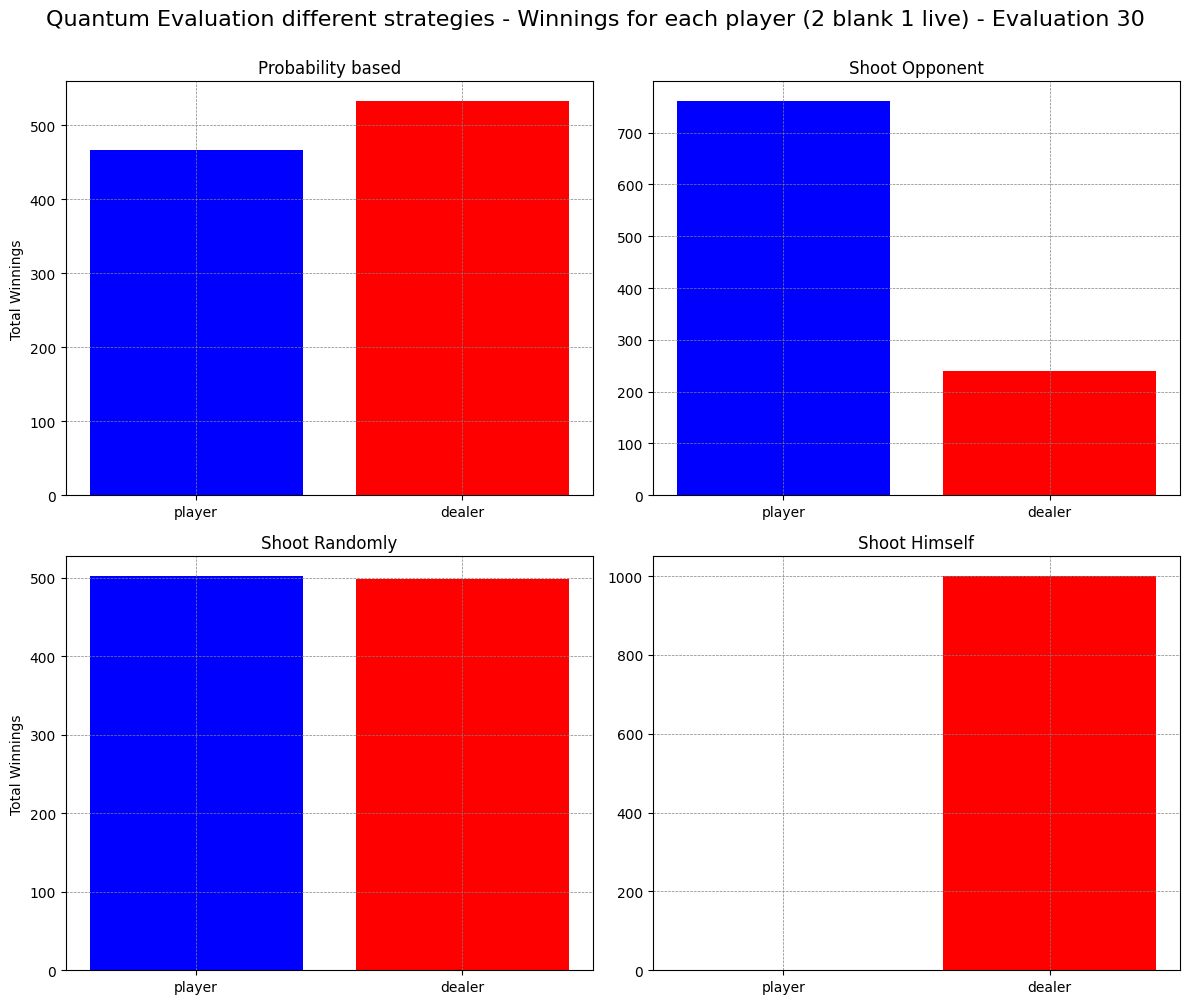 Quantum Evaluation different strategies - Winnings for each player (2 blank 1 live) - Evaluation 30
Probability based
Total Winnings
500
400
300
200
100
0
player dealer
Shoot Opponent
700
600
500
400
300
200
100
0
player dealer
Shoot Randomly
Total Winnings
500
400
300
200
100
0
player dealer
Shoot Himself
1000
800
600
400
200
0
player dealer